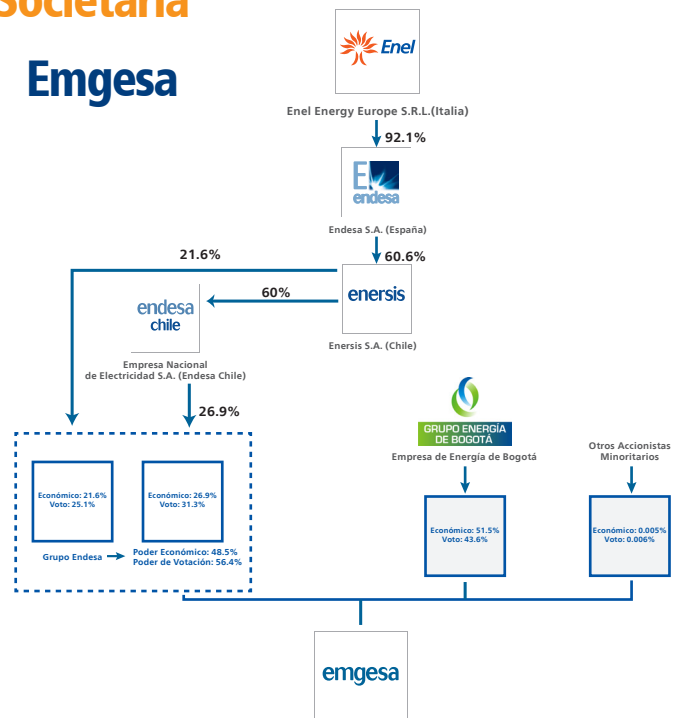 Societaria
Emgesa
Enel
Enel Energy Europe S.R.L.(Italia)
92.1%
endesa
Endesa S.A. (España)
60.6%
21.6%
enersis
60%
endesa
chile
Enersis S.A. (Chile)
Empresa Nacional
de Electricidad S.A. (Endesa Chile)
26.9%
GRUPO ENERGÍA
DE BOGOTÁ
Empresa de Energía de Bogotá
Otros Accionistas
Minoritarios
Económico: 21.6%
Voto: 25.1%
Económico: 26.9%
Voto: 31.3%
Económico: 51.5%
Voto: 43.6%
Económico: 0.005%
Voto: 0.006%
Grupo Endesa
Poder Económico: 48.5%
Poder de Votación: 56.4%
emgesa